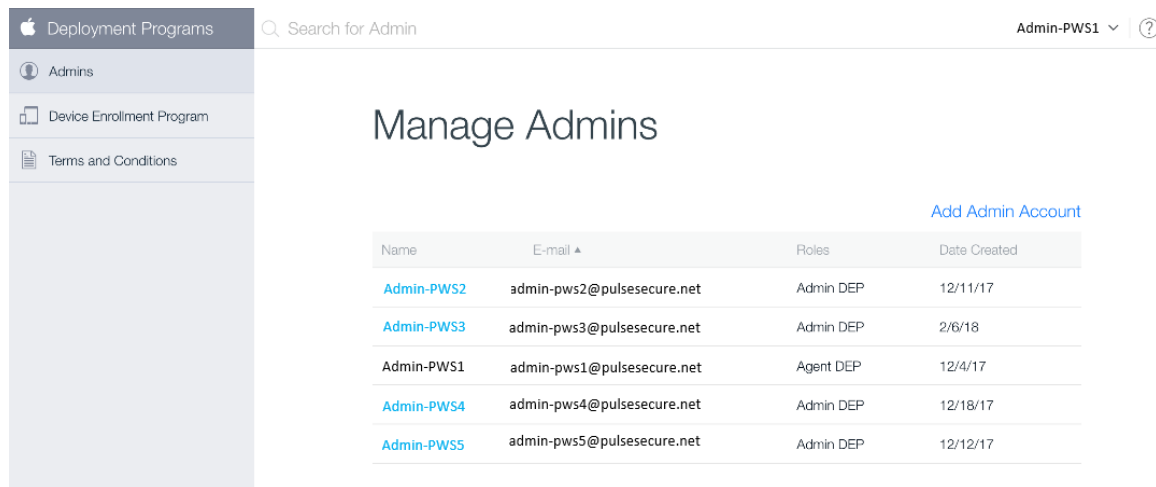 Deployment Programs
Search for Admin
Admin-PWS1
?
Admins
Device Enrollment Program
Terms and Conditions
Manage Admins
Add Admin Account
Name E-mail ▲ Roles Date Created
Admin-PWS2 admin-pws2@pulsesecure.net Admin DEP 12/11/17
Admin-PWS3 admin-pws3@pulsesecure.net Admin DEP 2/6/18
Admin-PWS1 admin-pws1@pulsesecure.net Agent DEP 12/4/17
Admin-PWS4 admin-pws4@pulsesecure.net Admin DEP 12/18/17
Admin-PWS5 admin-pws5@pulsesecure.net Admin DEP 12/12/17